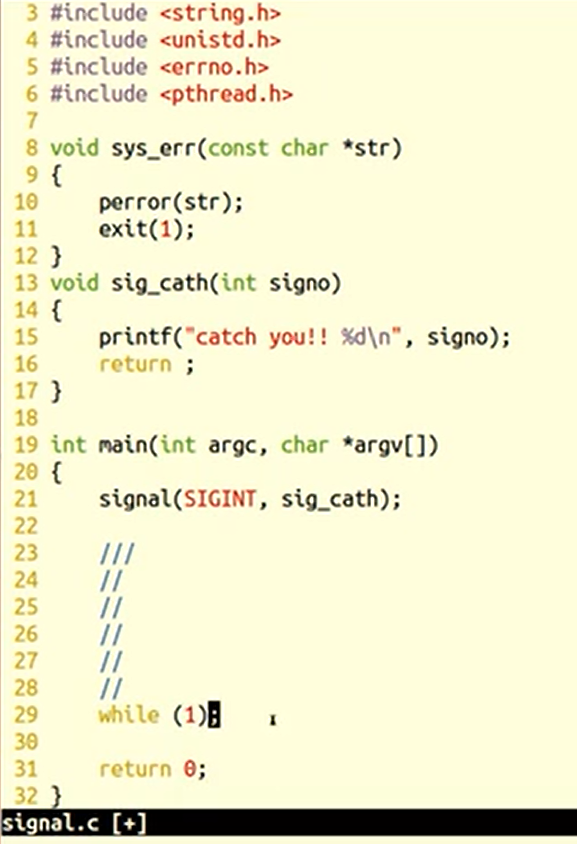 3 #include <string.h>
4 #include <unistd.h>
5 #include <errno.h>
6 #include <pthread.h>
7
8 void sys_err(const char *str)
9 {
10     perror(str);
11     exit(1);
12 }
13 void sig_cath(int signo)
14 {
15     printf("catch you!! %d\n", signo);
16     return ;
17 }
18
19 int main(int argc, char *argv[])
20 {
21     signal(SIGINT, sig_cath);
22
23     ///
24     //
25     //
26     //
27     //
28     //
29     while (1);
30
31     return 0;
32 }
signal.c [+]